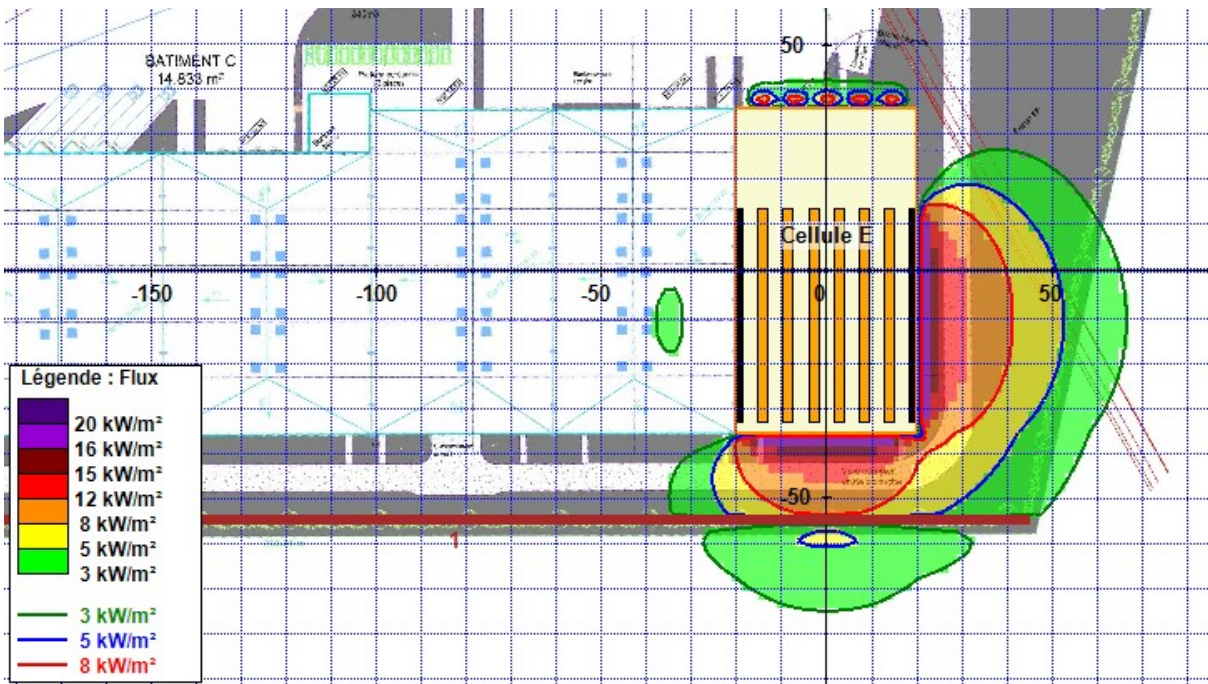 50
BATIMENT C
14.833 m²
Cellule E
-150
-100
-50
0
50
-50
1
Légende : Flux
20 kW/m²
16 kW/m²
15 kW/m²
12 kW/m²
8 kW/m²
5 kW/m²
3 kW/m²
3 kW/m²
5 kW/m²
8 kW/m²